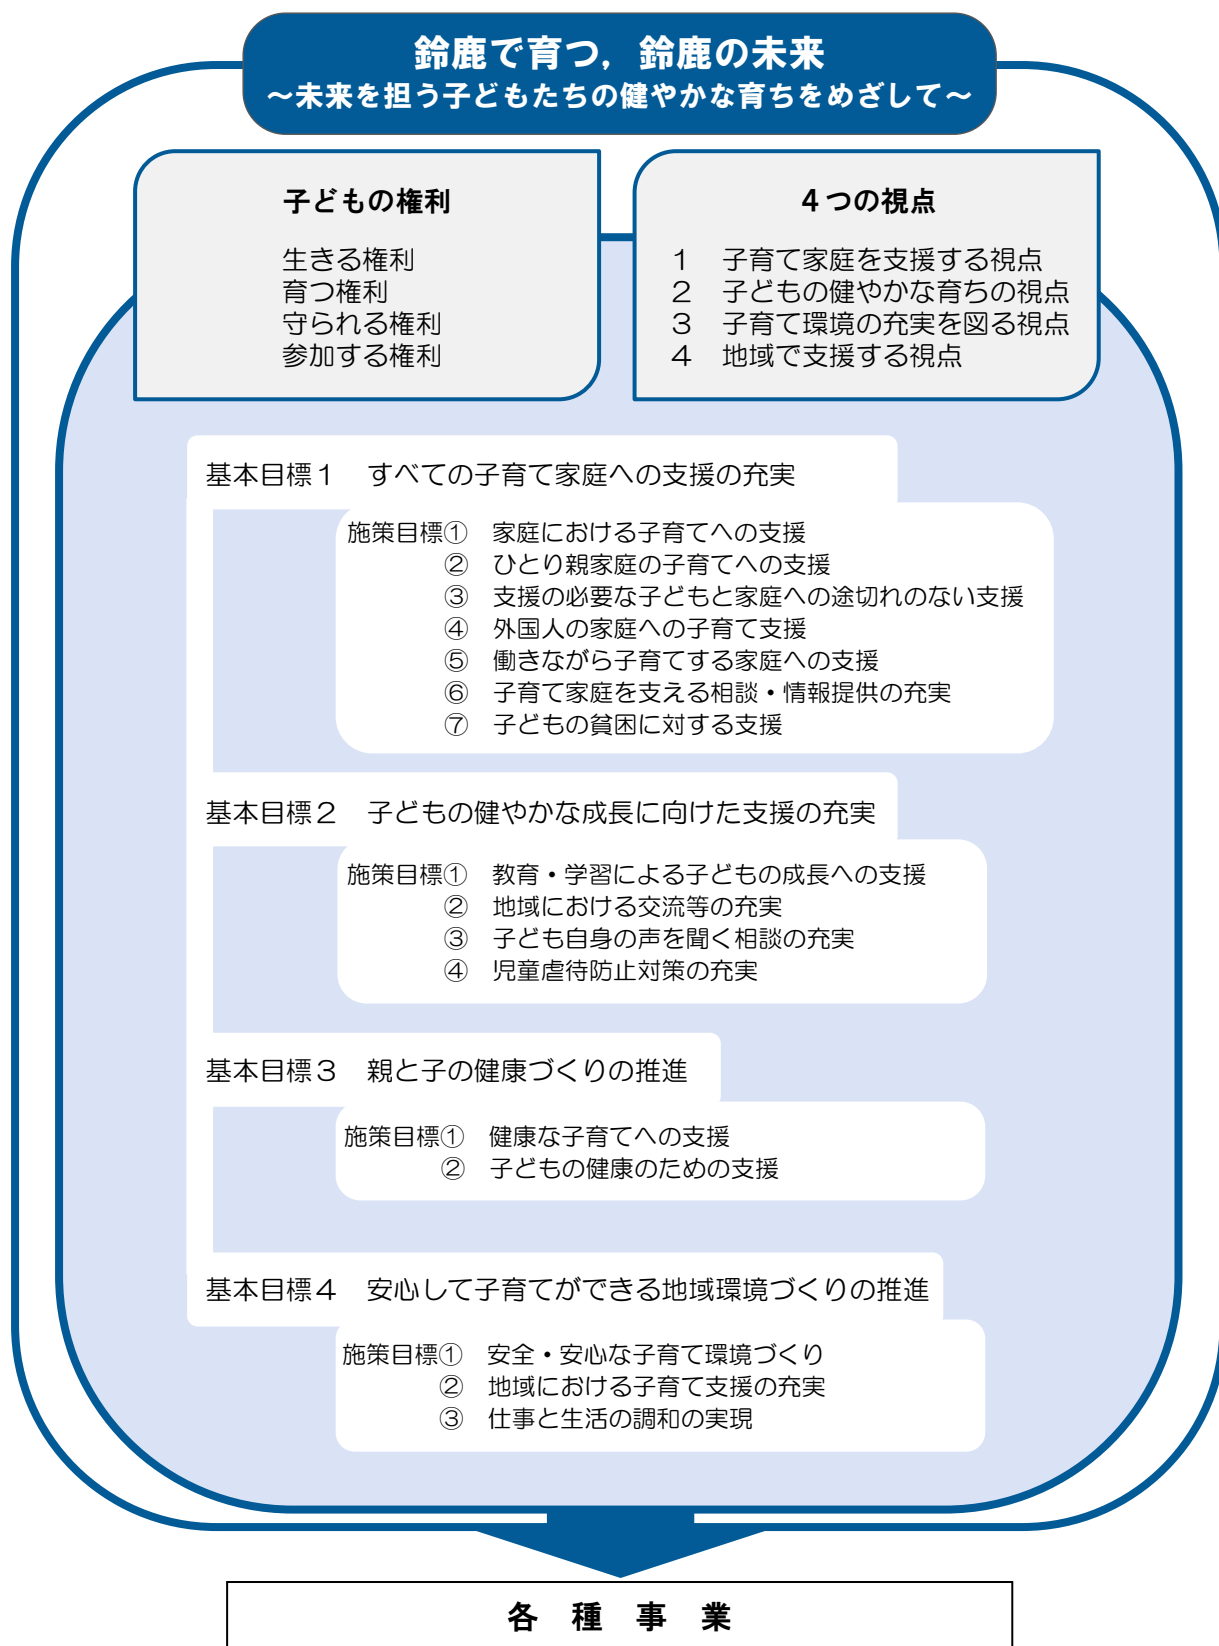 鈴鹿で育つ，鈴鹿の未来
～未来を担う子どもたちの健やかな育ちをめざして～
子どもの権利
生きる権利
育つ権利
守られる権利
参加する権利
４つの視点
１　子育て家庭を支援する視点
２　子どもの健やかな育ちの視点
３　子育て環境の充実を図る視点
４　地域で支援する視点
基本目標１　すべての子育て家庭への支援の充実
施策目標①　家庭における子育てへの支援
②　ひとり親家庭の子育てへの支援
③　支援の必要な子どもと家庭への途切れのない支援
④　外国人の家庭への子育て支援
⑤　働きながら子育てする家庭への支援
⑥　子育て家庭を支える相談・情報提供の充実
⑦　子どもの貧困に対する支援
基本目標２　子どもの健やかな成長に向けた支援の充実
施策目標①　教育・学習による子どもの成長への支援
②　地域における交流等の充実
③　子ども自身の声を聞く相談の充実
④　児童虐待防止対策の充実
基本目標３　親と子の健康づくりの推進
施策目標①　健康な子育てへの支援
②　子どもの健康のための支援
基本目標４　安心して子育てができる地域環境づくりの推進
施策目標①　安全・安心な子育て環境づくり
②　地域における子育て支援の充実
③　仕事と生活の調和の実現
各　種　事　業